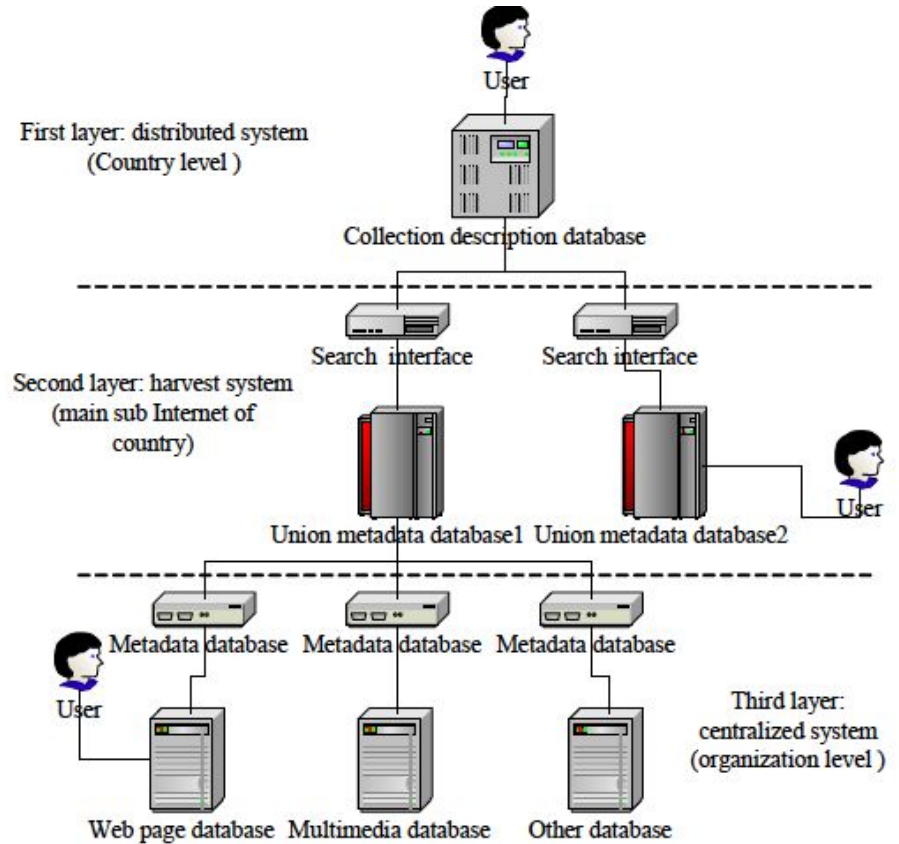 User
First layer: distributed system
(Country level )
Collection description database
Search interface
Search interface
Second layer: harvest system
(main sub Internet of
country)
User
Union metadata database1
Union metadata database2
Metadata database
Metadata database
Metadata database
User
Third layer:
centralized system
(organization level )
Web page database
Multimedia database
Other database